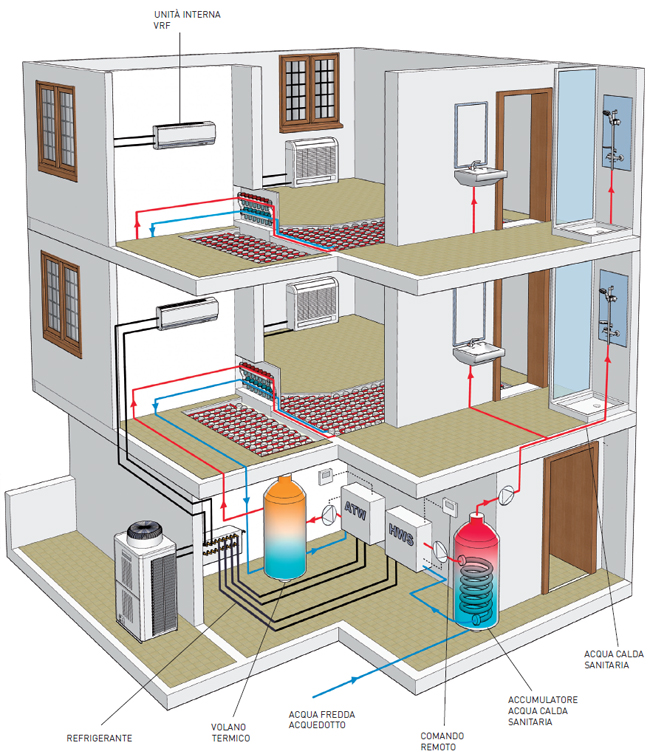 UNITÀ INTERNA
VRF
ATW
HWS
ACQUA CALDA
SANITARIA
ACCUMULATORE
ACQUA CALDA
SANITARIA
ACQUA FREDDA
ACQUEDOTTO
VOLANO
TERMICO
REFRIGERANTE
COMANDO
REMOTO